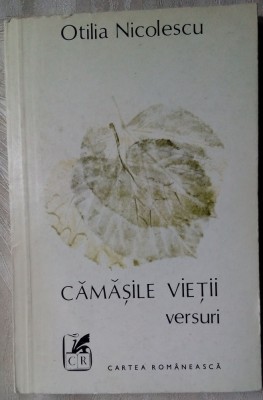 Otilia Nicolescu
CĂMĂȘILE VIEȚII
versuri
CR
CARTEA ROMÂNEASCĂ